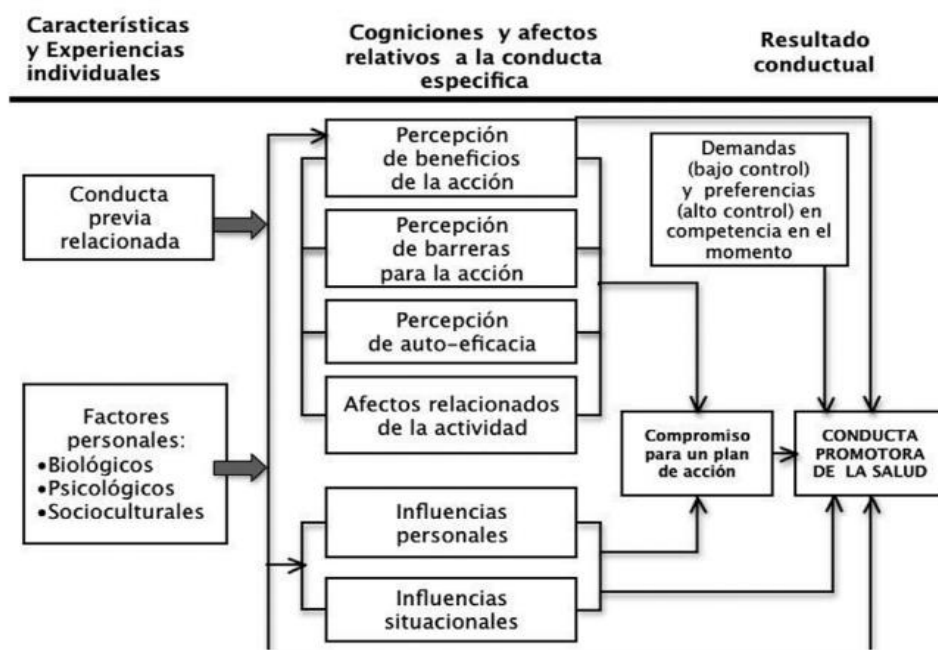 Características
y Experiencias
individuales
Cogniciones y afectos
relativos a la conducta
especifica
Resultado
conductual
Conducta
previa
relacionada
Factores
personales:
•Biológicos
•Psicológicos
•Socioculturales
Percepción
de beneficios
de la acción
Percepción
de barreras
para la acción
Percepción
de auto-eficacia
Afectos relacionados
de la actividad
Influencias
personales
Influencias
situacionales
Demandas
(bajo control)
y preferencias
(alto control) en
competencia en el
momento
Compromiso
para un plan
de acción
CONDUCTA
PROMOTORA
DE LA SALUD